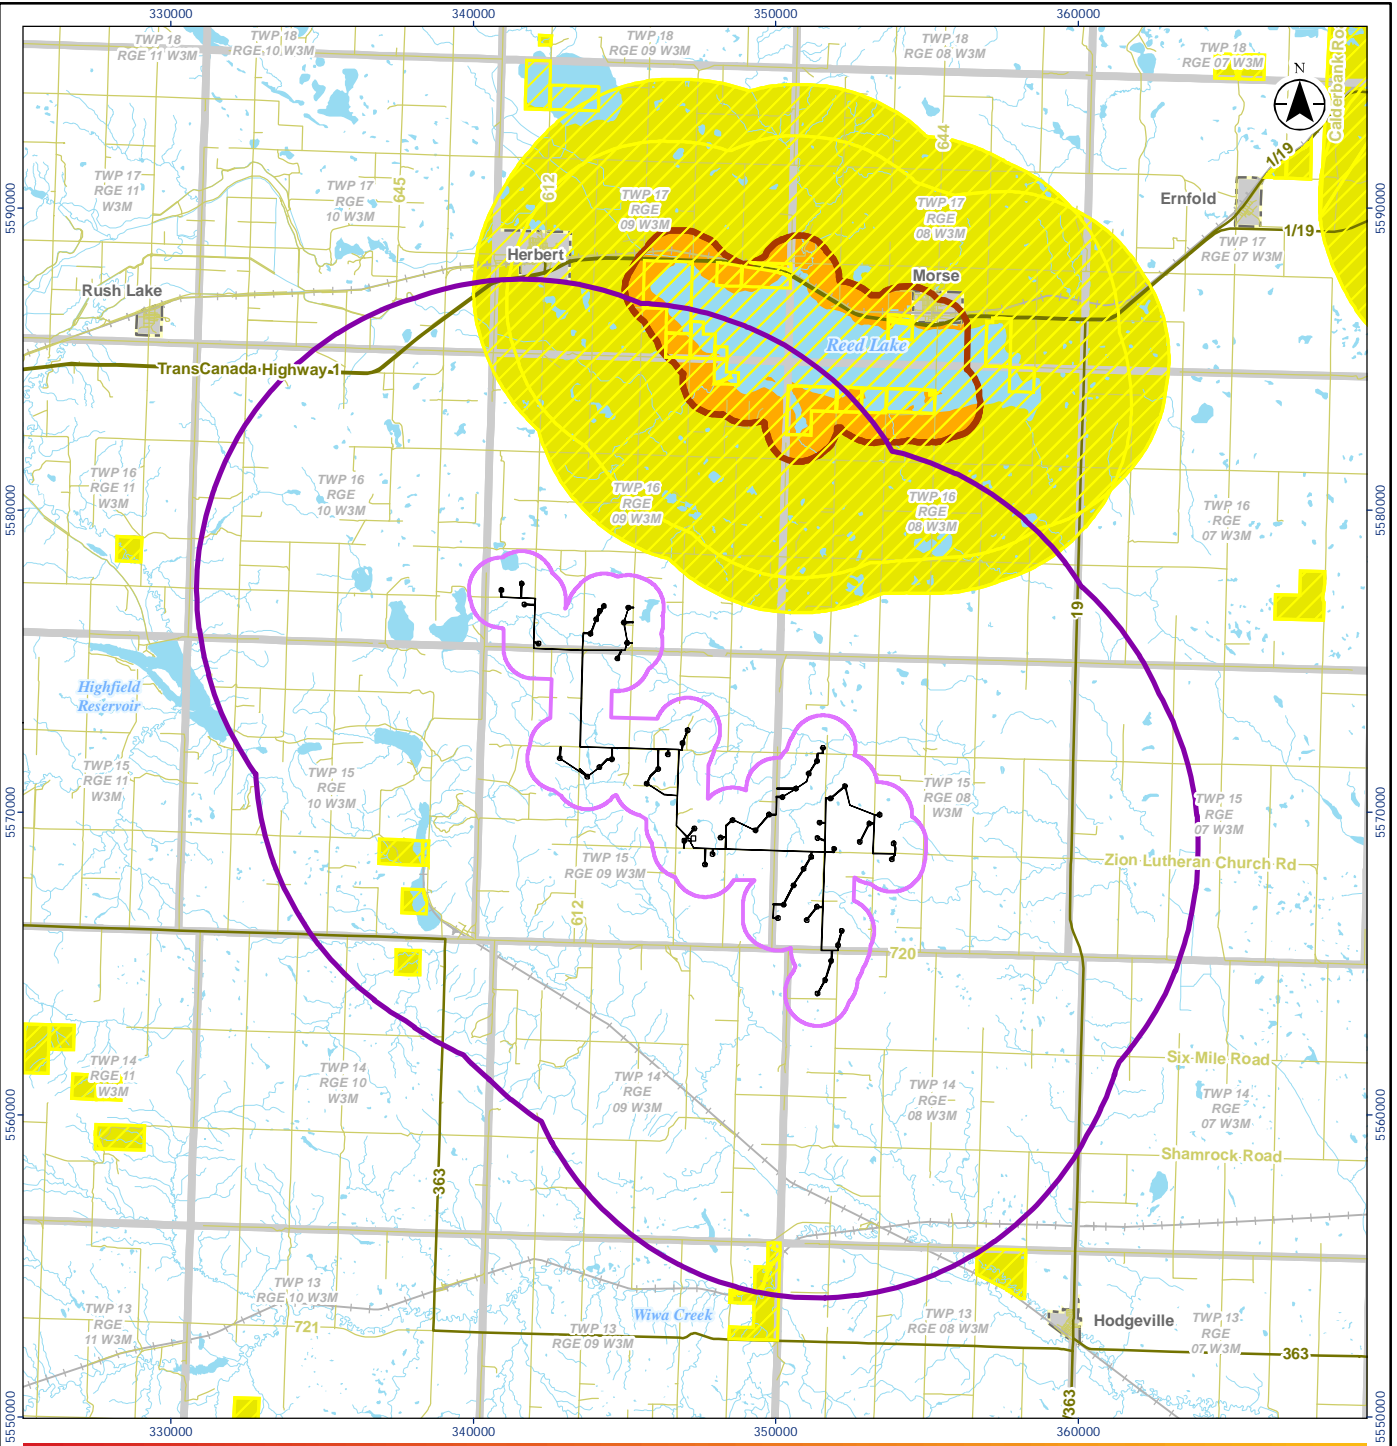 330000
340000
350000
360000
TWP 18
RGE 11 W3M
TWP 18
RGE 10 W3M
TWP 18
RGE 09 W3M
TWP 18
RGE 08 W3M
TWP 18
RGE 07 W3M
Calderbank Ro
N
644
1/19
TWP 17
RGE 11
W3M
TWP 17
RGE
10 W3M
645
612
TWP 17
RGE
09 W3M
TWP 17
RGE
08 W3M
Ernfold
1/19
TWP 17
RGE 07 W3M
5590000
5590000
Herbert
Morse
Rush Lake
Reed Lake
TransCanada Highway 1
TWP 16
RGE 11
W3M
TWP 16
RGE
10 W3M
TWP 16
RGE
09 W3M
TWP 16
RGE
08 W3M
TWP 16
RGE
07 W3M
5580000
5580000
19
Highfield
Reservoir
TWP 15
RGE 11
W3M
TWP 15
RGE
10 W3M
TWP 15
RGE 08
W3M
TWP 15
RGE
07 W3M
5570000
5570000
TWP 15
RGE 09 W3M
Zion Lutheran Church Rd
612
720
TWP 14
RGE 11
W3M
TWP 14
RGE 10
W3M
TWP 14
RGE
09 W3M
TWP 14
RGE
08 W3M
Six Mile Road
TWP 14
RGE
07 W3M
5560000
5560000
Shamrock Road
363
TWP 13
RGE 10 W3M
TWP 13
RGE
11 W3M
721
Wiwa Creek
TWP 13
RGE 09 W3M
TWP 13
RGE 08 W3M
Hodgeville
TWP 13
RGE
07 W3M
363
363
5550000
5550000
330000
340000
350000
360000